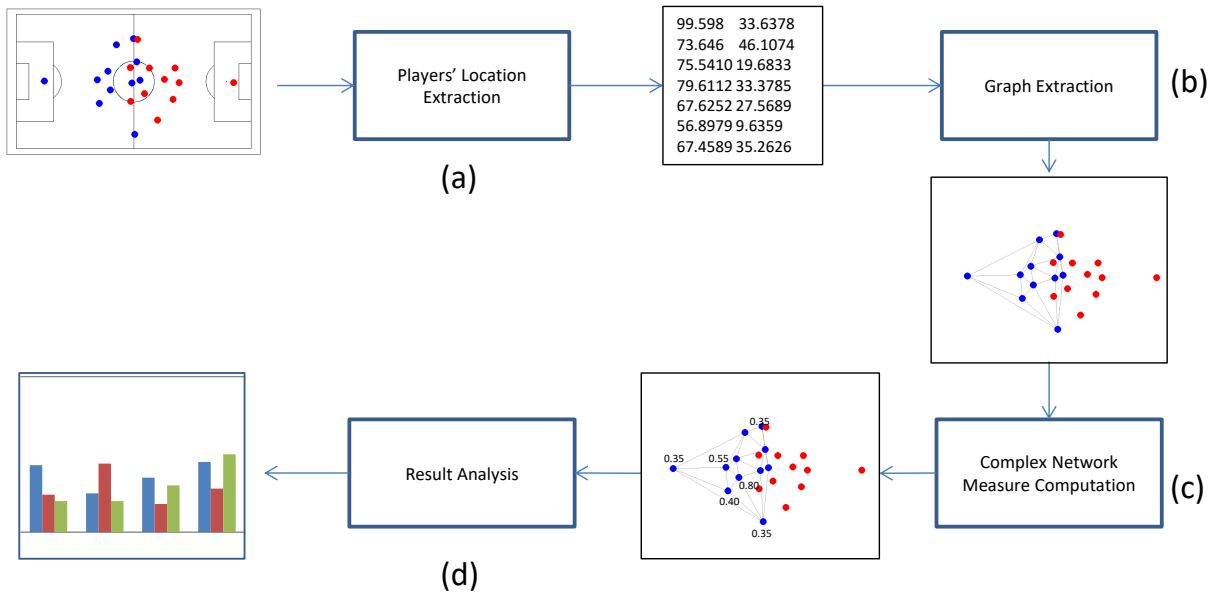 Players’ Location
Extraction
(a)
99.598 33.6378
73.646 46.1074
75.5410 19.6833
79.6112 33.3785
67.6252 27.5689
56.8979 9.6359
67.4589 35.2626
Graph Extraction
(b)
Complex Network
Measure Computation
(c)
0.35
0.35
0.55
0.80
0.40
0.35
Result Analysis
(d)